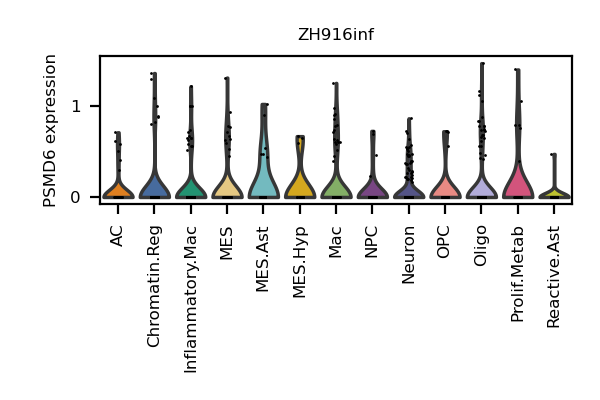 ZH916inf
PSMD6 expression
1
0
AC
Chromatin.Reg
Inflammatory.Mac
MES
MES.Ast
MES.Hyp
Mac
NPC
Neuron
OPC
Oligo
Prolif.Metab
Reactive.Ast